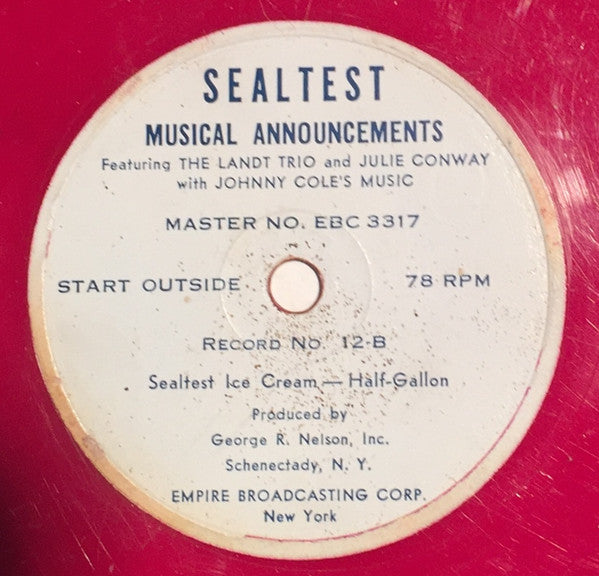 SEALTEST
MUSICAL ANNOUNCEMENTS
Featuring THE LANDT TRIO and JULIE CONWAY
with JOHNNY COLE'S MUSIC
MASTER NO. EBC 3317
START OUTSIDE 78 RPM
RECORD NO. 12-B
Sealtest Ice Cream — Half-Gallon
Produced by
George R. Nelson, Inc.
Schenectady, N. Y.
EMPIRE BROADCASTING CORP.
New York